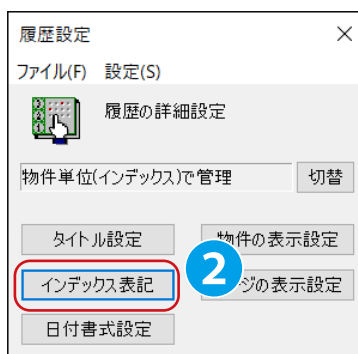 履歴設定
ファイル(F) 設定(S)
履歴の詳細設定
物件単位(インデックス)で管理 切替
タイトル設定 物件の表示設定
インデックス表記 2 ジの表示設定
日付書式設定